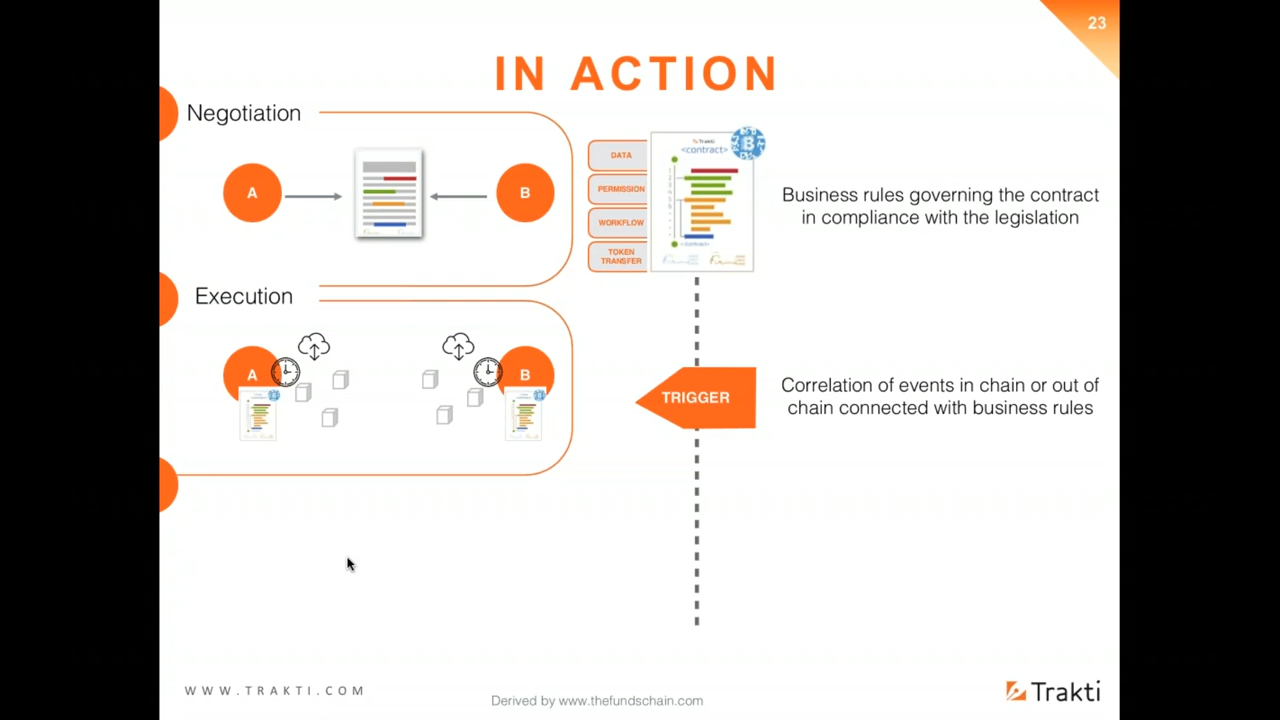 23
IN ACTION
Negotiation
A
B
DATA
PERMISSION
WORKFLOW
TOKEN
TRANSFER
Trakti
<contract>
Business rules governing the contract
in compliance with the legislation
Execution
A
B
TRIGGER
Correlation of events in chain or out of
chain connected with business rules
WWW.TRAKTI.COM
Derived by www.thefundschain.com
Trakti